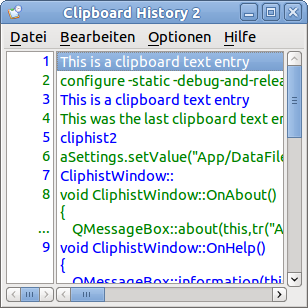 Clipboard History 2
Datei Bearbeiten Optionen Hilfe
1 This is a clipboard text entry
2 configure -static -debug-and-relea
3 This is a clipboard text entry
4 This was the last clipboard text en
5 cliphist2
6 aSettings.setValue("App/DataFile
7 CliphistWindow::
8 void CliphistWindow::OnAbout()
{
... QMessageBox::about(this,tr("A
9 void CliphistWindow::OnHelp()
{
QMessageBox::information(thi